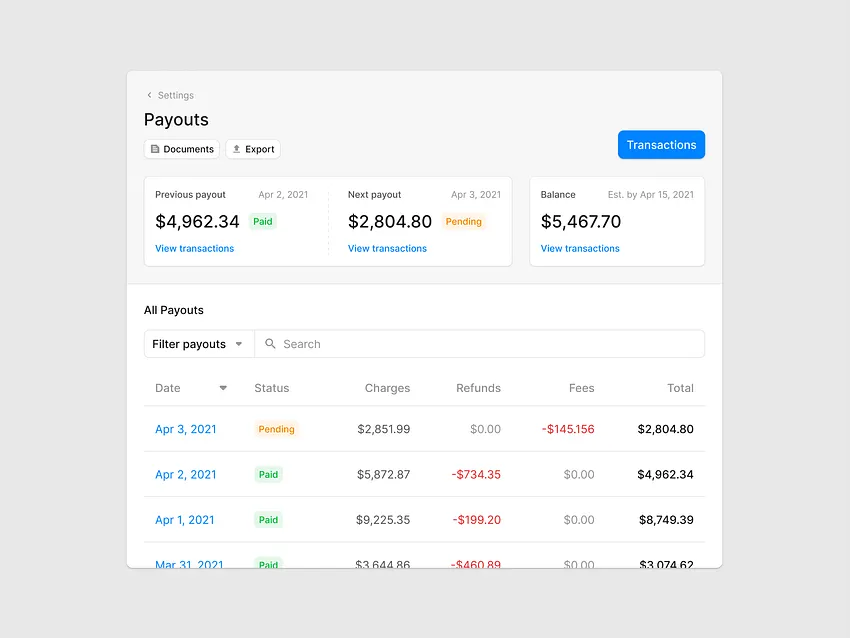 Settings
Payouts
Documents Export
Transactions
Previous payout Apr 2, 2021
$4,962.34 Paid
View transactions
Next payout Apr 3, 2021
$2,804.80 Pending
View transactions
Balance Est. by Apr 15, 2021
$5,467.70
View transactions
All Payouts
Filter payouts Search
Date Status Charges Refunds Fees Total
Apr 3, 2021 Pending $2,851.99 $0.00 -$145.156 $2,804.80
Apr 2, 2021 Paid $5,872.87 -$734.35 $0.00 $4,962.34
Apr 1, 2021 Paid $9,225.35 -$199.20 $0.00 $8,749.39
Mar 31, 2021 Paid $3,644.86 -$460.89 $0.00 $3,074.62